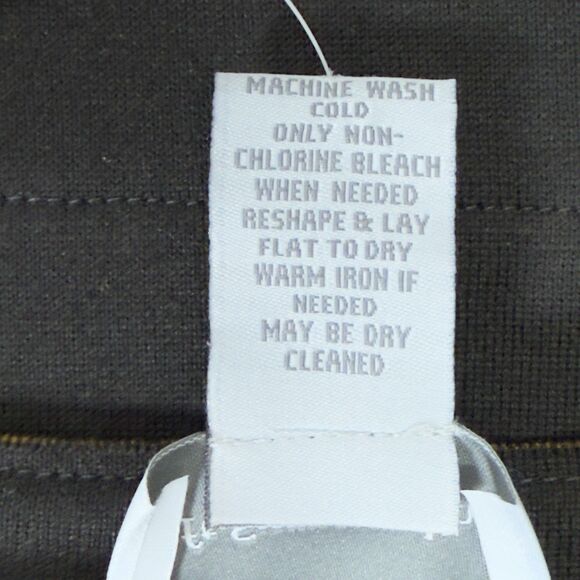 MACHINE WASH
COLD
ONLY NON-
CHLORINE BLEACH
WHEN NEEDED
RESHAPE & LAY
FLAT TO DRY
WARM IRON IF
NEEDED
MAY BE DRY
CLEANED